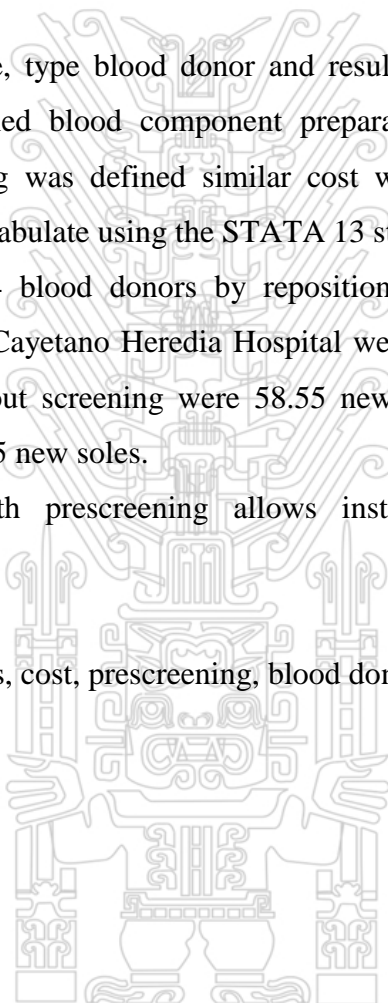 e, type blood donor and resul
ed blood component prepara
g was defined similar cost w
abulate using the STATA 13 st
blood donors by reposition
Cayetano Heredia Hospital we
out screening were 58.55 new
5 new soles.
th prescreening allows inst
s, cost, prescreening, blood don